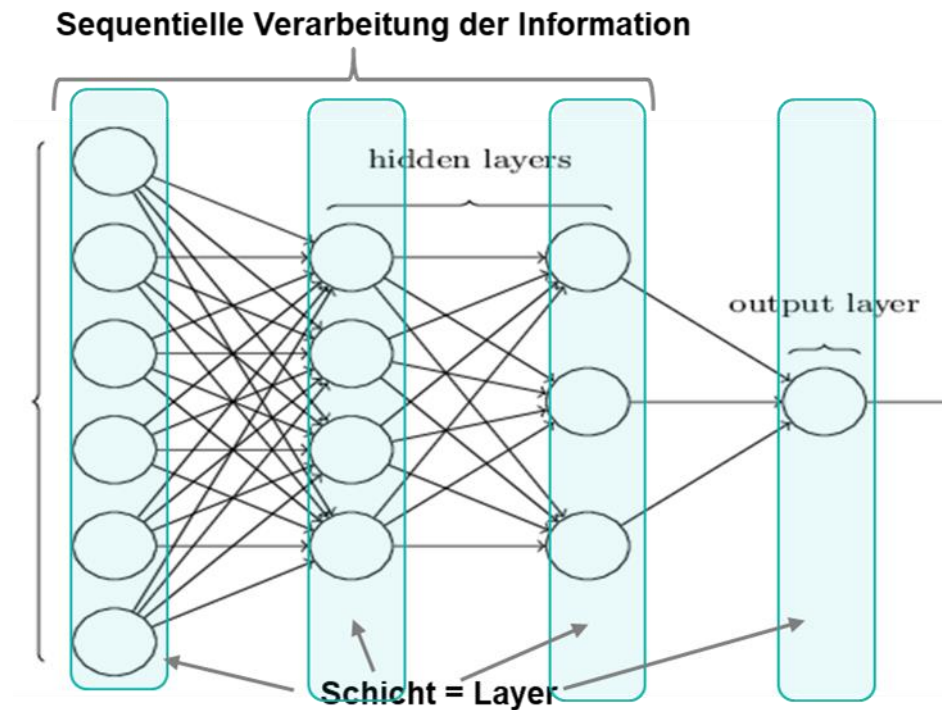 Sequentielle Verarbeitung der Information
hidden layers
output layer
Schicht = Layer